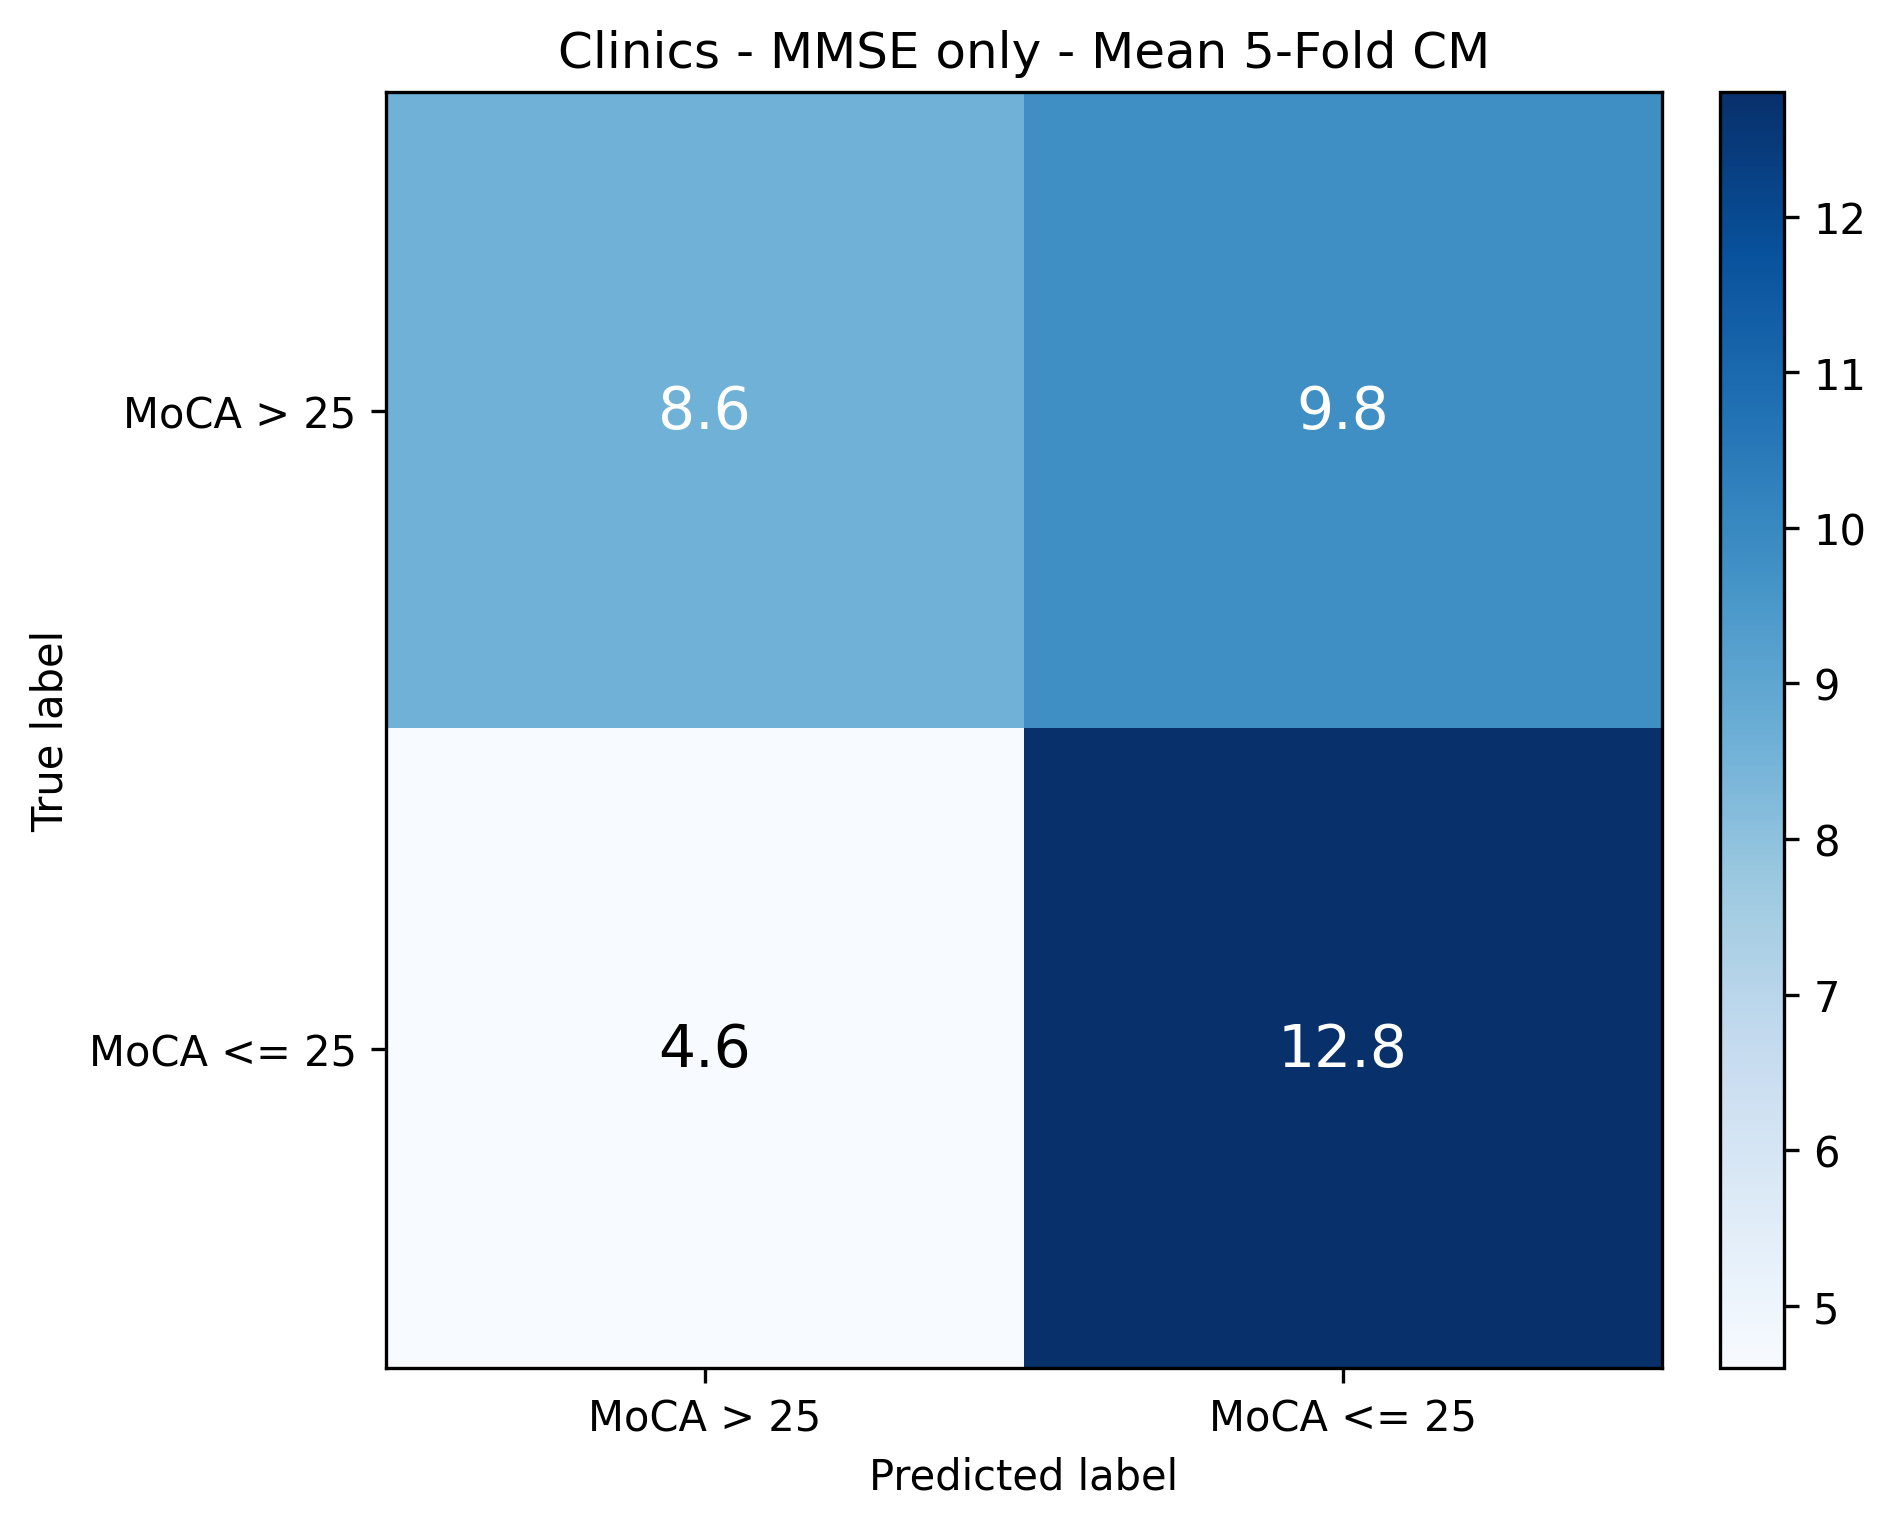 Clinics - MMSE only - Mean 5-Fold CM
MoCA > 25
8.6
9.8
MoCA <= 25
4.6
12.8
True label
MoCA > 25
MoCA <= 25
Predicted label
12
11
10
9
8
7
6
5